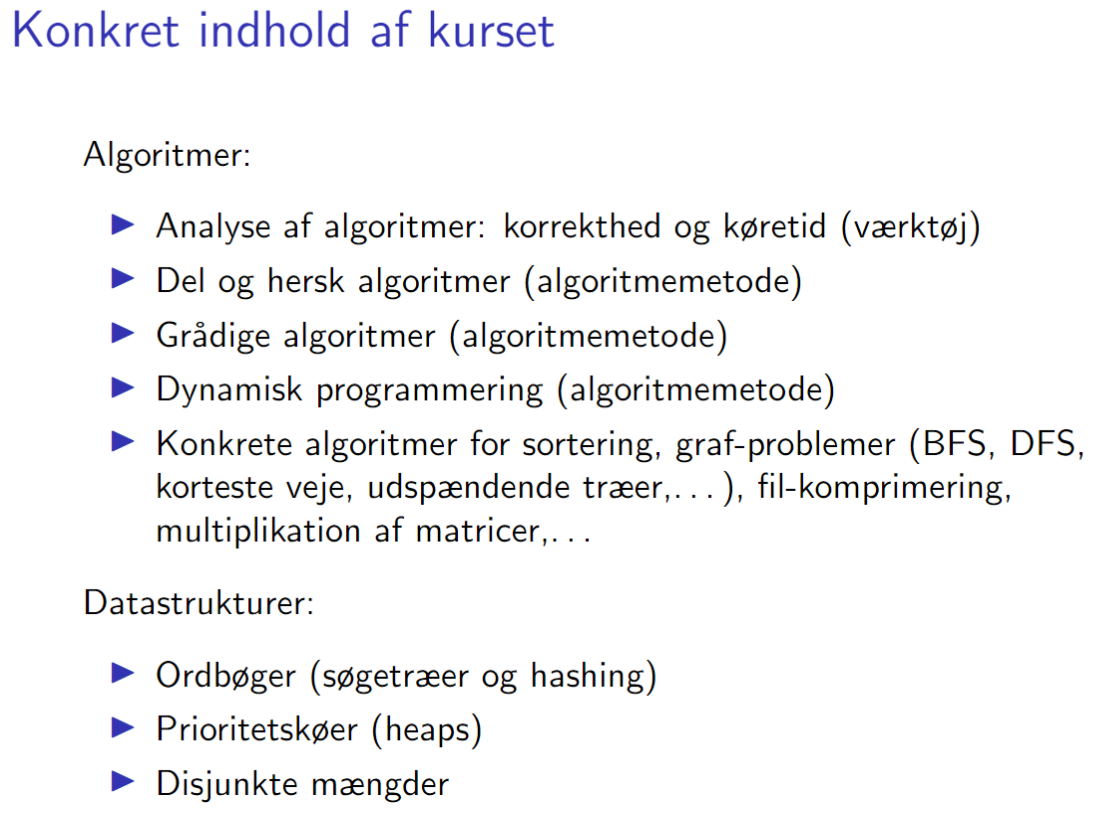 Konkret indhold af kurset
Algoritmer:
▶ Analyse af algoritmer: korrekthed og køretid (værktøj)
▶ Del og hersk algoritmer (algoritmemetode)
▶ Grådige algoritmer (algoritmemetode)
▶ Dynamisk programmering (algoritmemetode)
▶ Konkrete algoritmer for sortering, graf-problemer (BFS, DFS,
korteste veje, udspændende træer,. . . ), fil-komprimering,
multiplikation af matricer,. . .
Datastrukturer:
▶ Ordbøger (søgetræer og hashing)
▶ Prioritetskøer (heaps)
▶ Disjunkte mængder